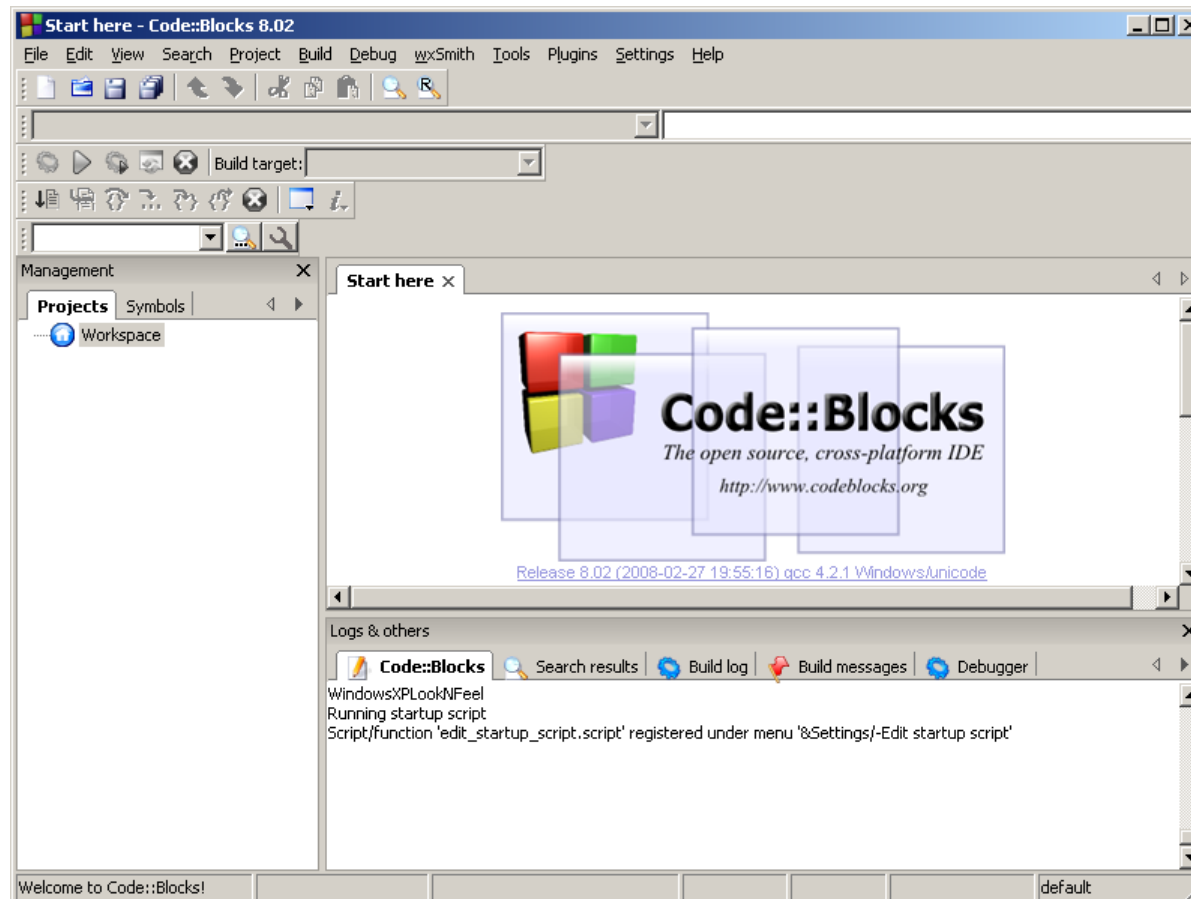 Start here - Code::Blocks 8.02
File Edit View Search Project Build Debug wxSmith Tools Plugins Settings Help
Build target:
Management
Projects Symbols
Workspace
Start here
Code::Blocks
The open source, cross-platform IDE
http://www.codeblocks.org
Release 8.02 (2008-02-27 19:55:16) gcc 4.2.1 Windows/unicode
Logs & others
Code::Blocks Search results Build log Build messages Debugger
WindowsXPLookNFeel
Running startup script
Script/function 'edit_startup_script.script' registered under menu '&Settings/-Edit startup script'
Welcome to Code::Blocks! default